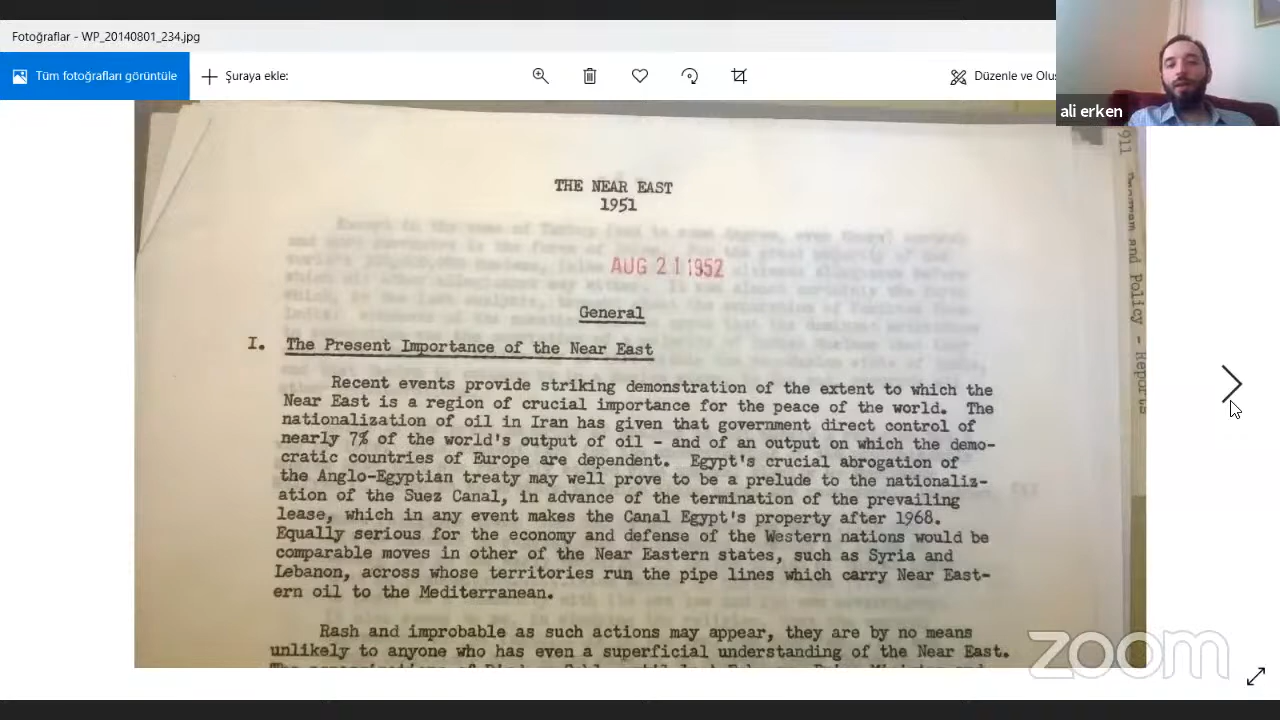 Fotoğraflar - WP_20140801_234.jpg
Tüm fotoğrafları görüntüle
Şuraya ekle:
Düzenle ve Olu
ali erken
THE NEAR EAST
1951
AUG 21 1952
General
I. The Present Importance of the Near East
Recent events provide striking demonstration of the extent to which the
Near East is a region of crucial importance for the peace of the world. The
nationalization of oil in Iran has given that government direct control of
nearly 7% of the world's output of oil - and of an output on which the demo-
cratic countries of Europe are dependent. Egypt's crucial abrogation of
the Anglo-Egyptian treaty may well prove to be a prelude to the nationaliz-
ation of the Suez Canal, in advance of the termination of the prevailing
lease, which in any event makes the Canal Egypt's property after 1968.
Equally serious for the economy and defense of the Western nations would be
comparable moves in other of the Near Eastern states, such as Syria and
Lebanon, across whose territories run the pipe lines which carry Near East-
ern oil to the Mediterranean.
Rash and improbable as such actions may appear, they are by no means
unlikely to anyone who has even a superficial understanding of the Near East.
911 Program and Policy - Reports
zoom